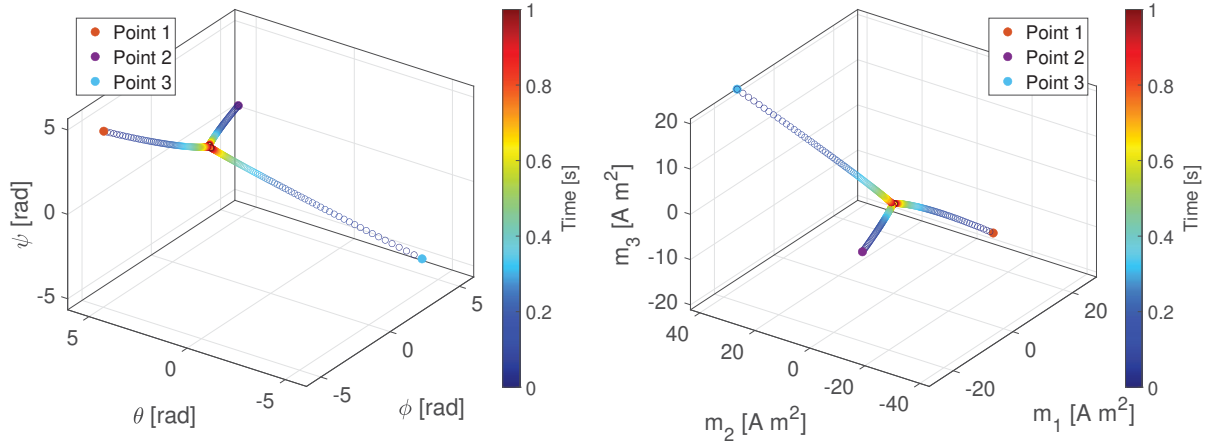 Point 1
Point 2
Point 3
5
0
-5
ψ [rad]
5
0
-5
θ [rad]
-5
0
5
ϕ [rad]
1
0.8
0.6
0.4
0.2
0
Time [s]
Point 1
Point 2
Point 3
20
10
0
-10
-20
m₃ [A m²]
40
20
0
-20
-40
m₂ [A m²]
-20
0
20
m₁ [A m²]
1
0.8
0.6
0.4
0.2
0
Time [s]